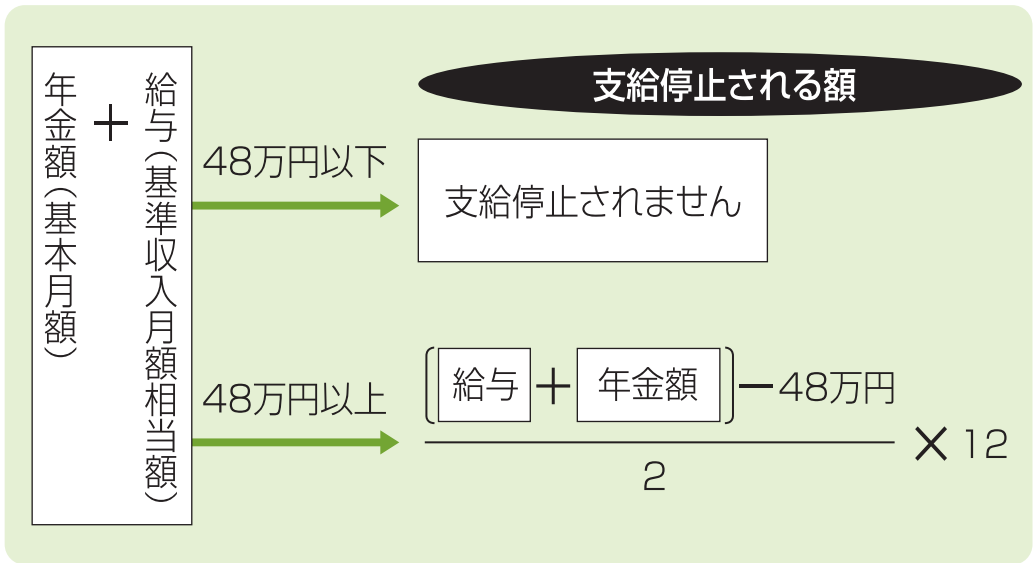 給与(基準収入月額相当額)
+
年金額(基本月額)
支給停止される額
48万円以下
支給停止されません
48万円以上
(給与+年金額)−48万円
2
× 12